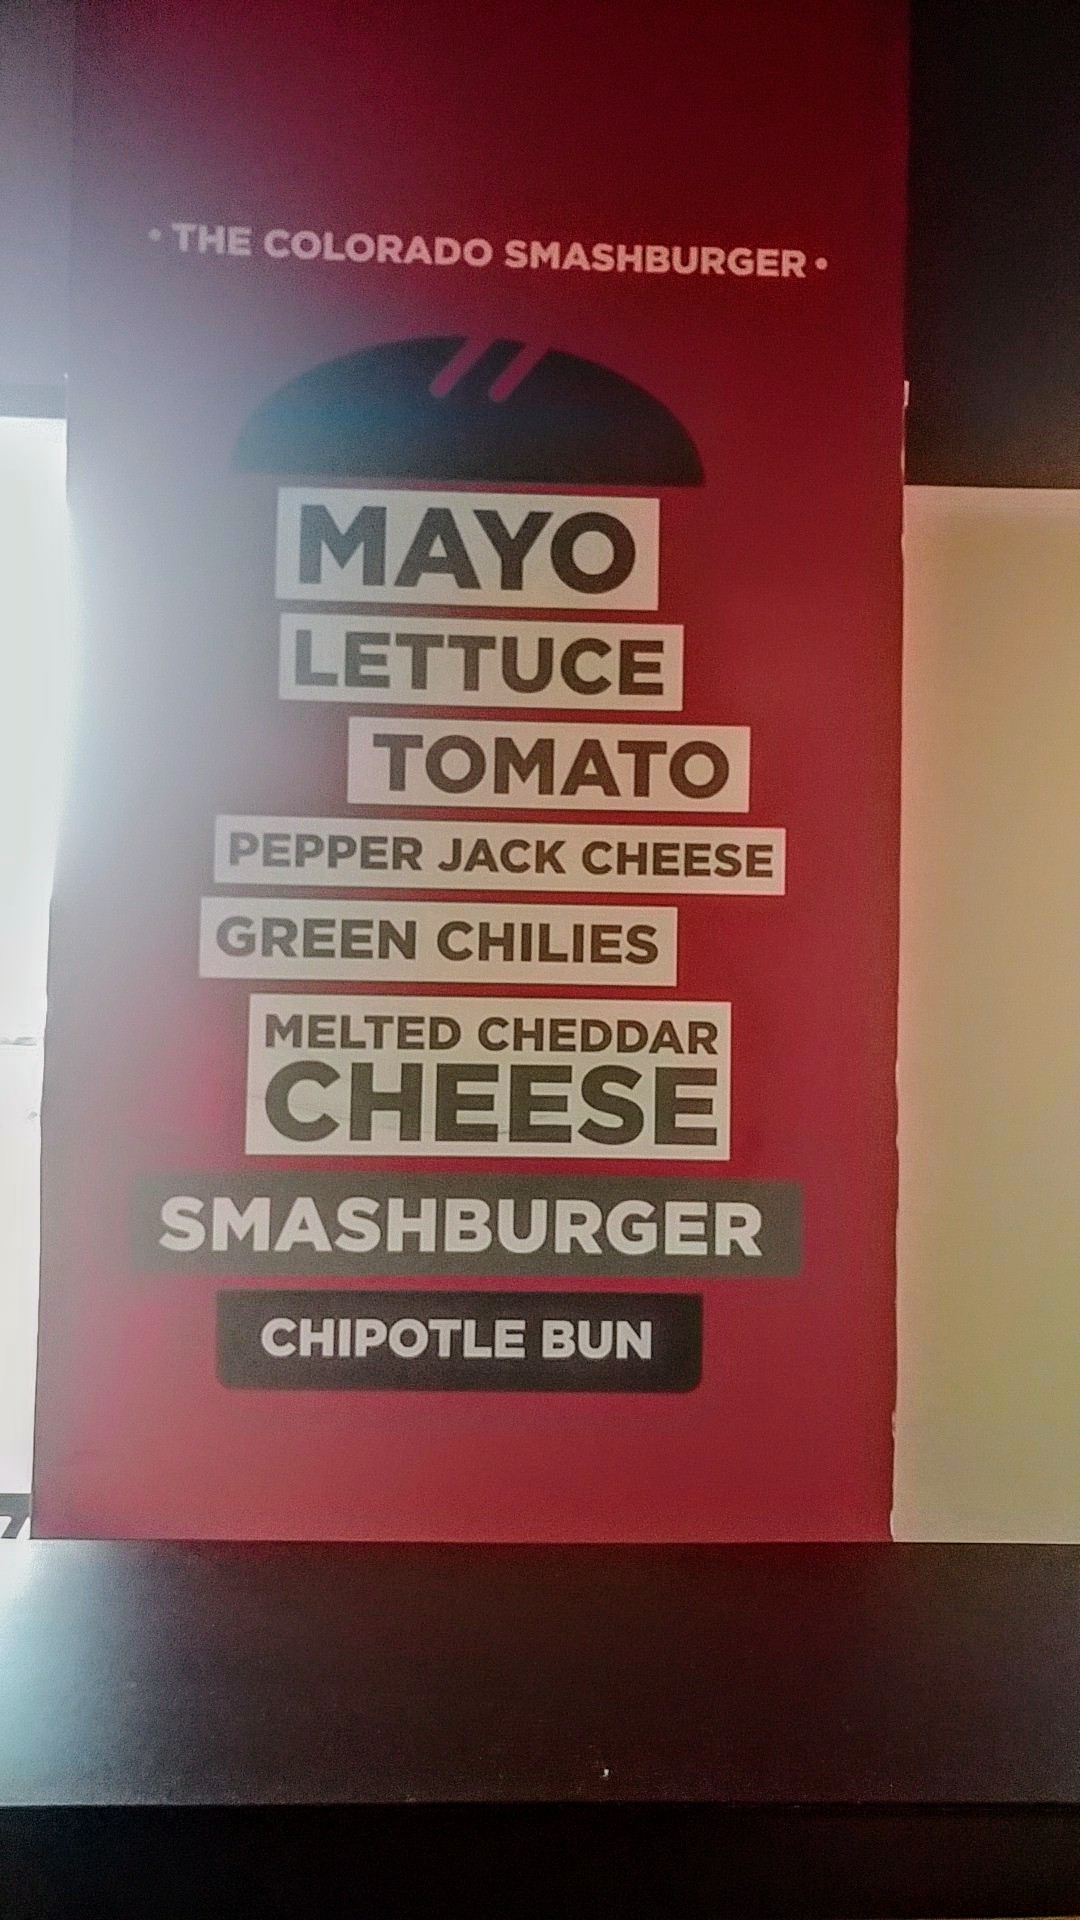 • THE COLORADO SMASHBURGER •
MAYO
LETTUCE
TOMATO
PEPPER JACK CHEESE
GREEN CHILIES
MELTED CHEDDAR
CHEESE
SMASHBURGER
CHIPOTLE BUN